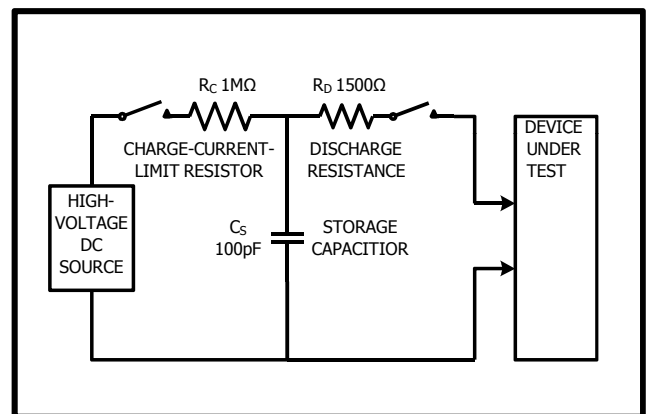 RC 1MΩ
RD 1500Ω
CHARGE-CURRENT-
LIMIT RESISTOR
DISCHARGE
RESISTANCE
DEVICE
UNDER
TEST
HIGH-
VOLTAGE
DC
SOURCE
CS
100pF
STORAGE
CAPACITIOR